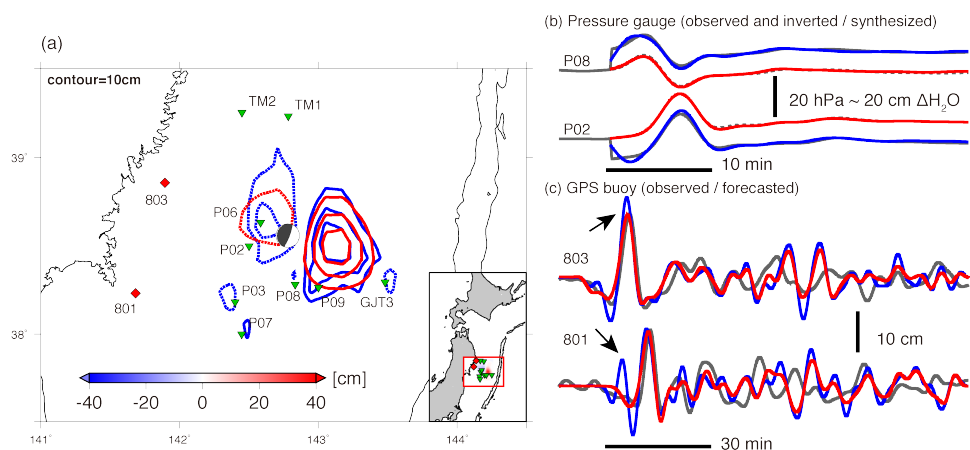 (a)
contour=10cm
TM2
TM1
39°
803
P06
P02
801
P03
P08
P09
GJT3
P07
38°
[cm]
-40
-20
0
20
40
141°
142°
143°
144°
(b) Pressure gauge (observed and inverted / synthesized)
P08
20 hPa ~ 20 cm ΔH₂O
P02
10 min
(c) GPS buoy (observed / forecasted)
803
801
10 cm
30 min